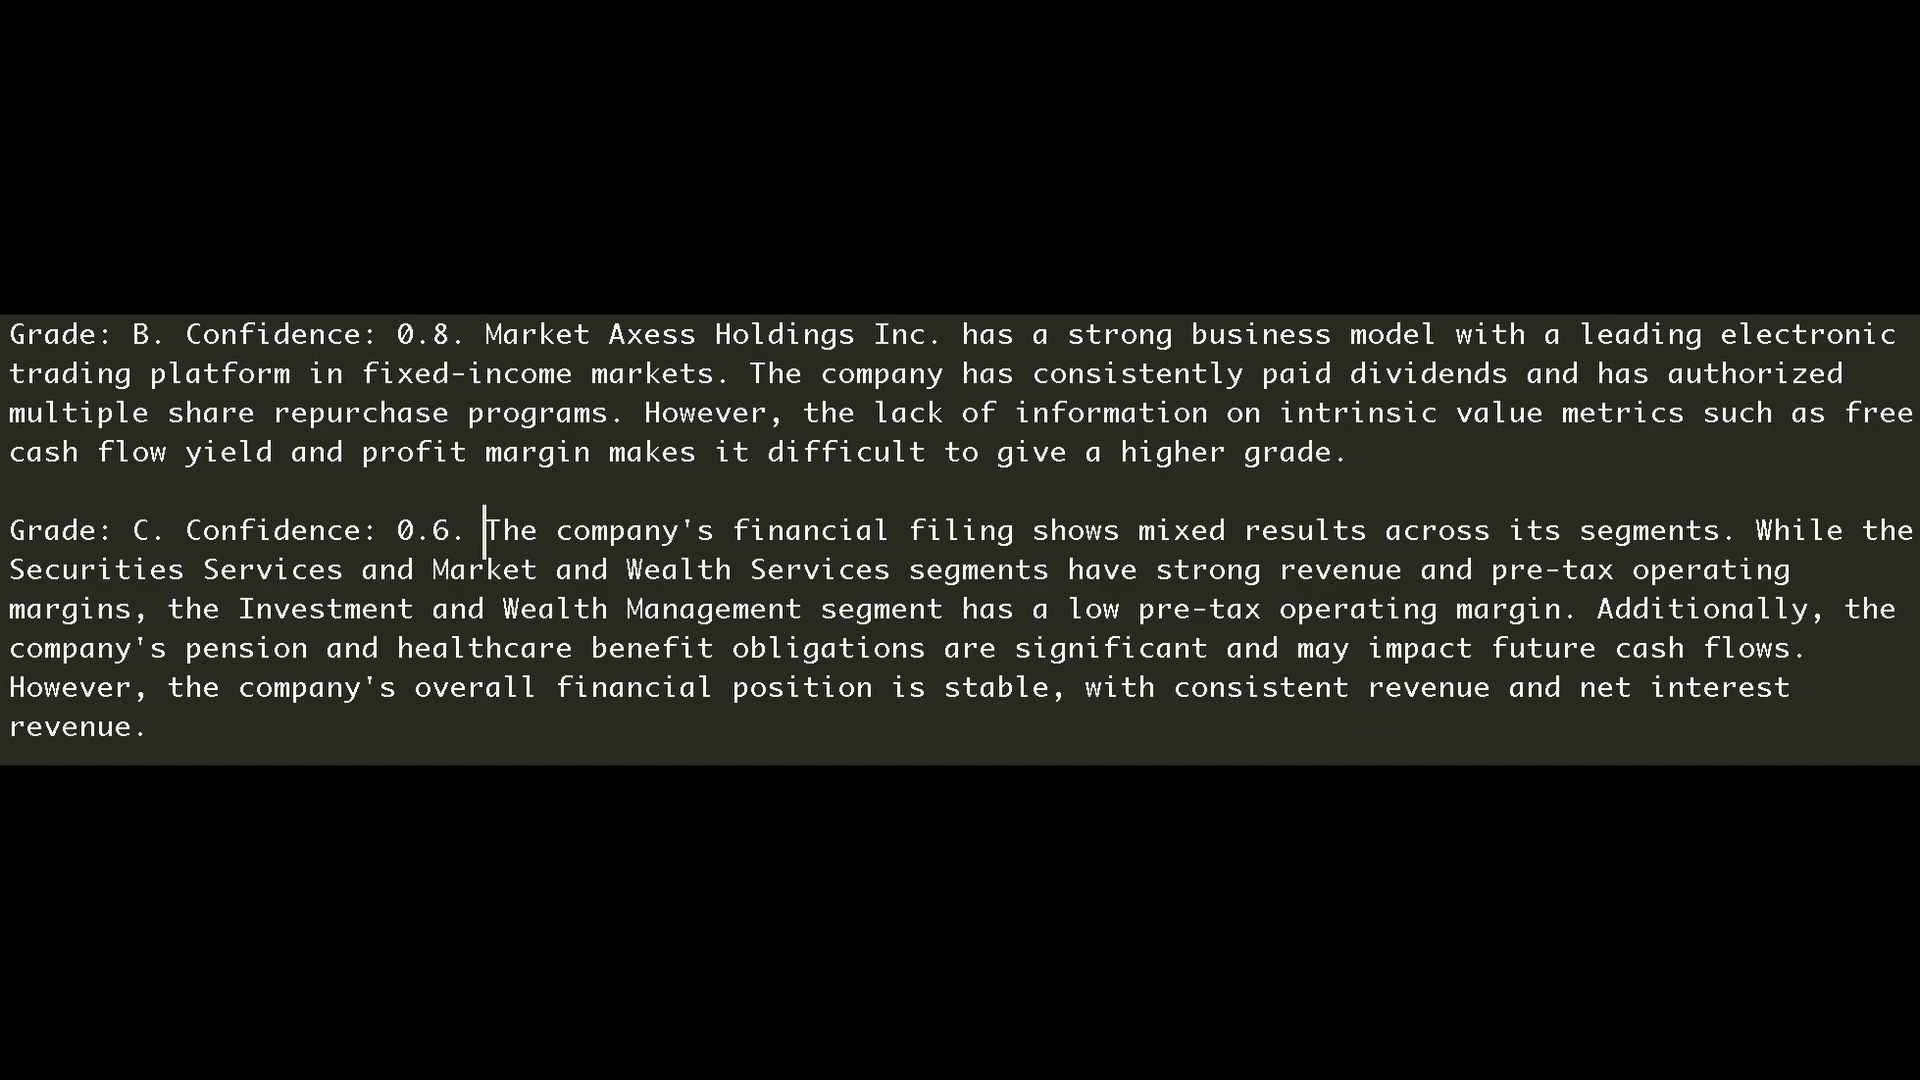 Grade: B. Confidence: 0.8. Market Axess Holdings Inc. has a strong business model with a leading electronic
trading platform in fixed-income markets. The company has consistently paid dividends and has authorized
multiple share repurchase programs. However, the lack of information on intrinsic value metrics such as free
cash flow yield and profit margin makes it difficult to give a higher grade.
Grade: C. Confidence: 0.6. The company's financial filing shows mixed results across its segments. While the
Securities Services and Market and Wealth Services segments have strong revenue and pre-tax operating
margins, the Investment and Wealth Management segment has a low pre-tax operating margin. Additionally, the
company's pension and healthcare benefit obligations are significant and may impact future cash flows.
However, the company's overall financial position is stable, with consistent revenue and net interest
revenue.